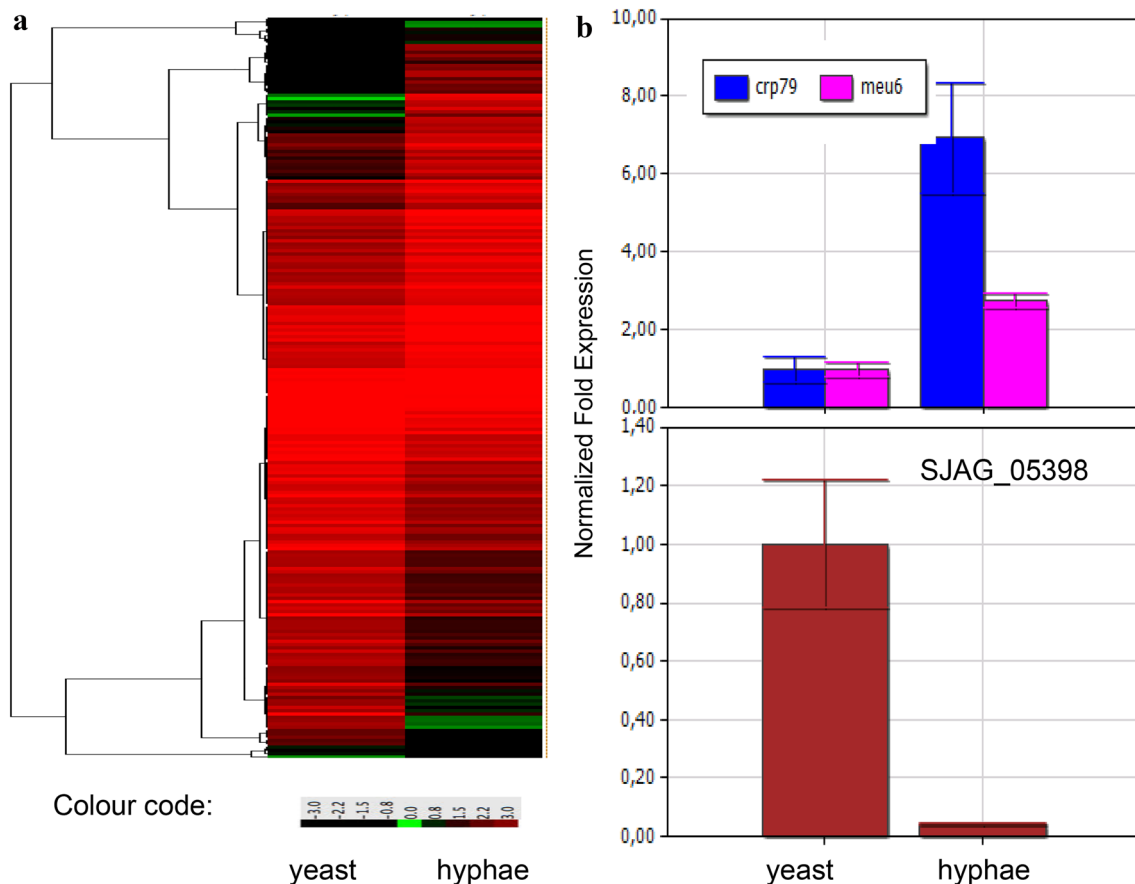 a
b
10,00
8,00
6,00
4,00
2,00
0,00
crp79 meu6
Normalized Fold Expression
1,40
1,20
1,00
0,80
0,60
0,40
0,20
0,00
SJAG_05398
Colour code:
-3.0 -2.2 -1.5 -0.8 0.0 0.8 1.5 2.2 3.0
yeast hyphae
yeast hyphae